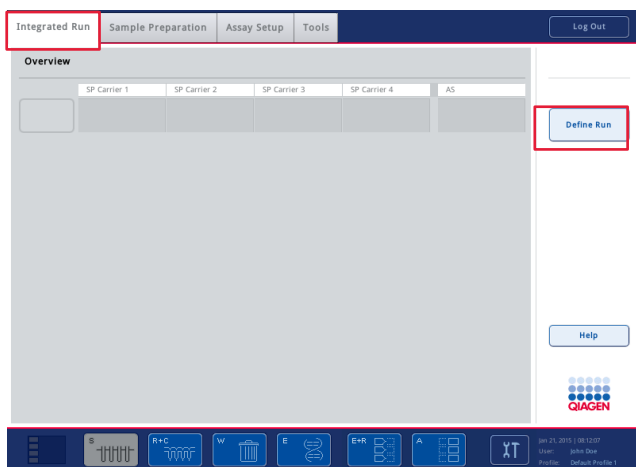 Integrated Run Sample Preparation Assay Setup Tools Log Out
Overview
SP Carrier 1 SP Carrier 2 SP Carrier 3 SP Carrier 4 AS
Define Run
Help
QIAGEN
S R+C W E E+R A
Jan 21, 2015 | 08:12:07
User: John Doe
Profile: Default Profile 1